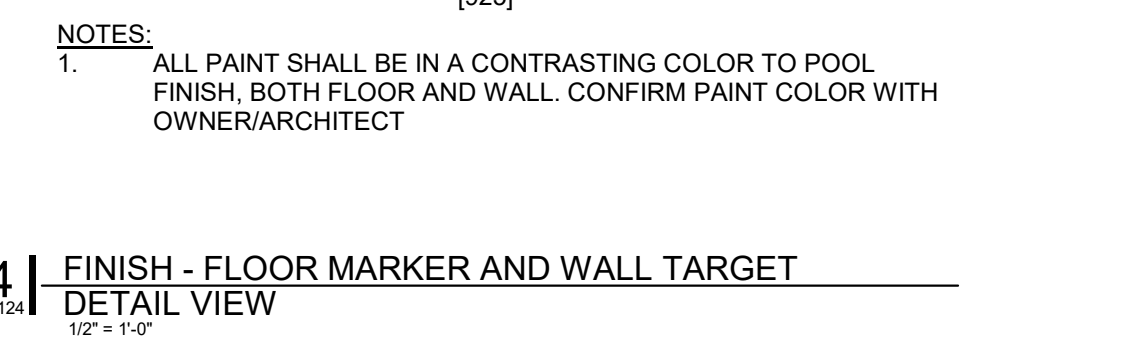 NOTES:
1. ALL PAINT SHALL BE IN A CONTRASTING COLOR TO POOL
FINISH, BOTH FLOOR AND WALL. CONFIRM PAINT COLOR WITH
OWNER/ARCHITECT
4 FINISH - FLOOR MARKER AND WALL TARGET
124 DETAIL VIEW
1/2" = 1'-0"